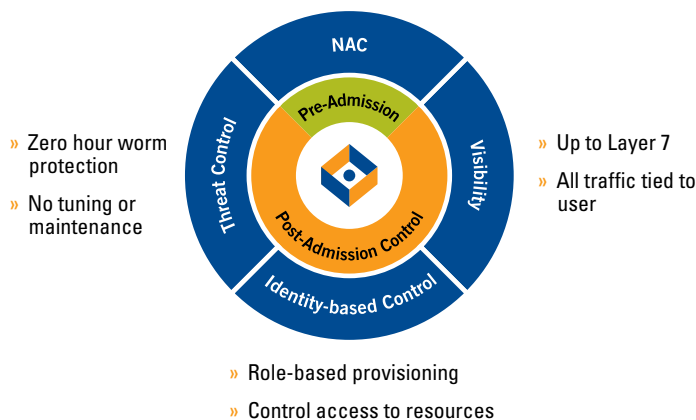 NAC
Pre-Admission
Threat Control
Visibility
Post-Admission Control
Identity-based Control
» Zero hour worm
protection
» No tuning or
maintenance
» Up to Layer 7
» All traffic tied to
user
» Role-based provisioning
» Control access to resources